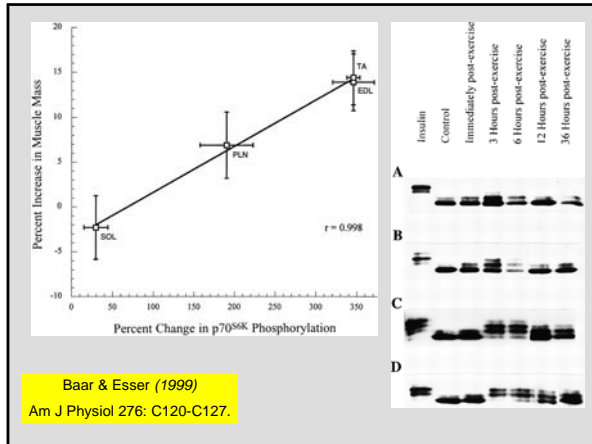 Percent Increase in Muscle Mass
20
15
10
5
0
-5
-10
TA
EDL
PLN
SOL
r = 0.998
0 50 100 150 200 250 300 350 400
Percent Change in p70S6K Phosphorylation
Insulin
Control
Immediately post-exercise
3 Hours post-exercise
6 Hours post-exercise
12 Hours post-exercise
36 Hours post-exercise
A
B
C
D
Baar & Esser (1999)
Am J Physiol 276: C120-C127.